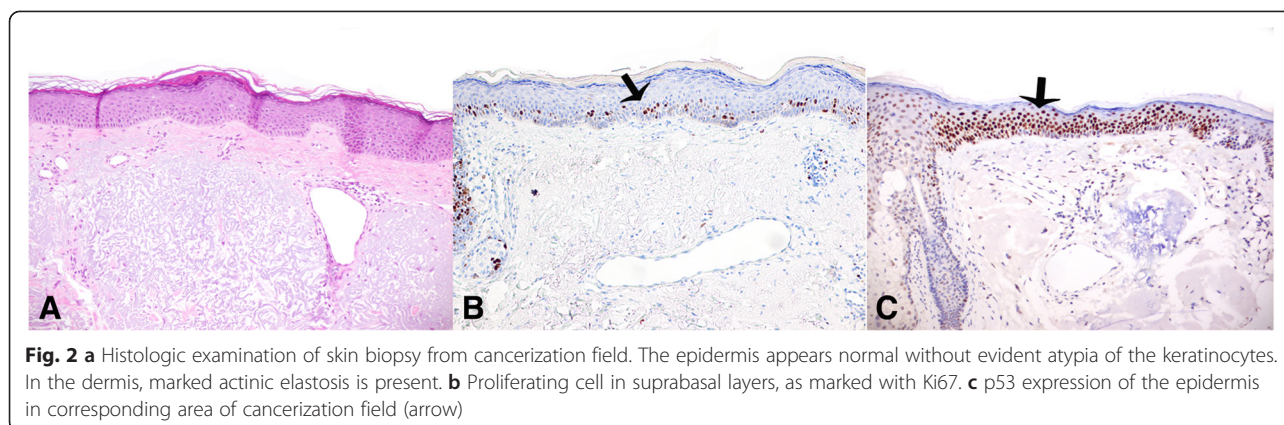 A
B
C
Fig. 2 a Histologic examination of skin biopsy from cancerization field. The epidermis appears normal without evident atypia of the keratinocytes.
In the dermis, marked actinic elastosis is present. b Proliferating cell in suprabasal layers, as marked with Ki67. c p53 expression of the epidermis
in corresponding area of cancerization field (arrow)